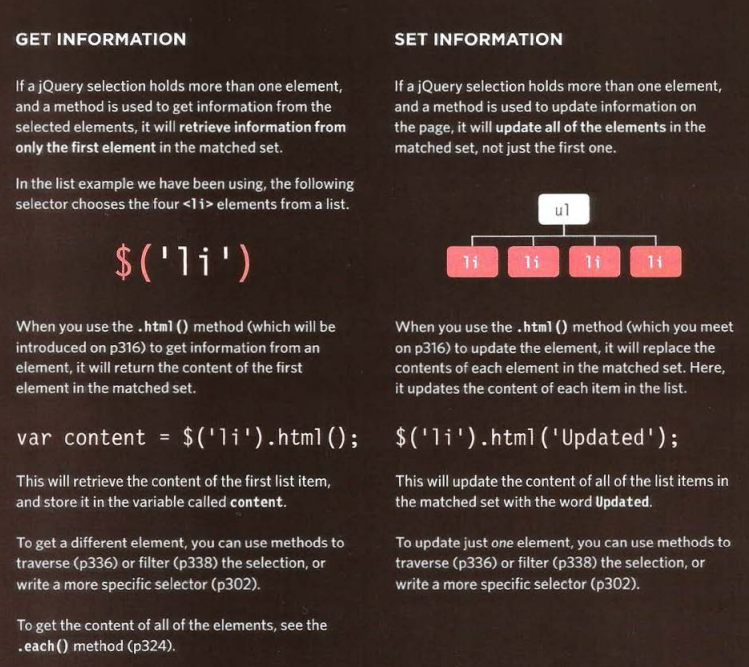 GET INFORMATION
If a jQuery selection holds more than one element,
and a method is used to get information from the
selected elements, it will retrieve information from
only the first element in the matched set.
In the list example we have been using, the following
selector chooses the four <li> elements from a list.
$('li')
When you use the .html() method (which will be
introduced on p316) to get information from an
element, it will return the content of the first
element in the matched set.
var content = $('li').html();
This will retrieve the content of the first list item,
and store it in the variable called content.
To get a different element, you can use methods to
traverse (p336) or filter (p338) the selection, or
write a more specific selector (p302).
To get the content of all of the elements, see the
.each() method (p324).
SET INFORMATION
If a jQuery selection holds more than one element,
and a method is used to update information on
the page, it will update all of the elements in the
matched set, not just the first one.
ul
li li li li
When you use the .html() method (which you meet
on p316) to update the element, it will replace the
contents of each element in the matched set. Here,
it updates the content of each item in the list.
$('li').html('Updated');
This will update the content of all of the list items in
the matched set with the word Updated.
To update just one element, you can use methods to
traverse (p336) or filter (p338) the selection, or
write a more specific selector (p302).